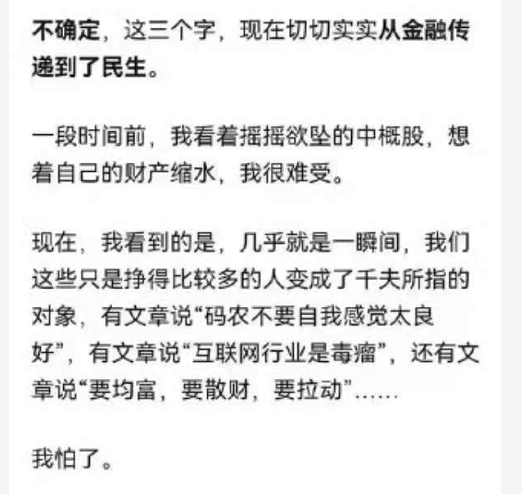 不确定，这三个字，现在切切实实从金融传
递到了民生。
一段时间前，我看着摇摇欲坠的中概股，想
着自己的财产缩水，我很难受。
现在，我看到的是，几乎就是一瞬间，我们
这些只是挣得比较多的人变成了千夫所指的
对象，有文章说“码农不要自我感觉太良
好”，有文章说“互联网行业是毒瘤”，还有文
章说“要均富，要散财，要拉动”……
我怕了。